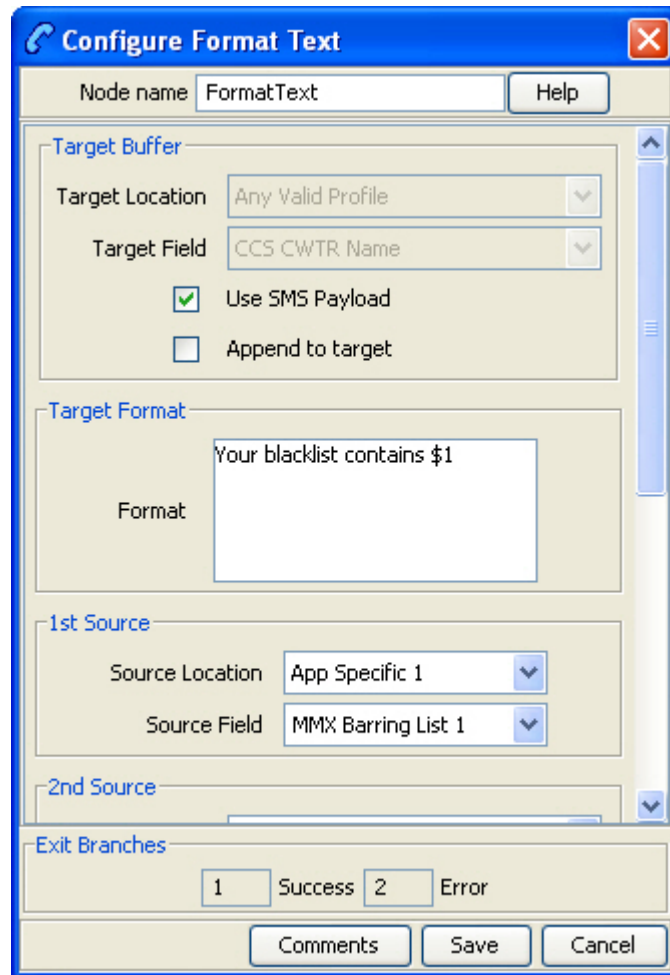 Configure Format Text
Node name FormatText Help
Target Buffer
Target Location Any Valid Profile
Target Field CCS CWTR Name
Use SMS Payload
Append to target
Target Format
Your blacklist contains $1
Format
1st Source
Source Location App Specific 1
Source Field MMX Barring List 1
2nd Source
Exit Branches
1 Success 2 Error
Comments Save Cancel